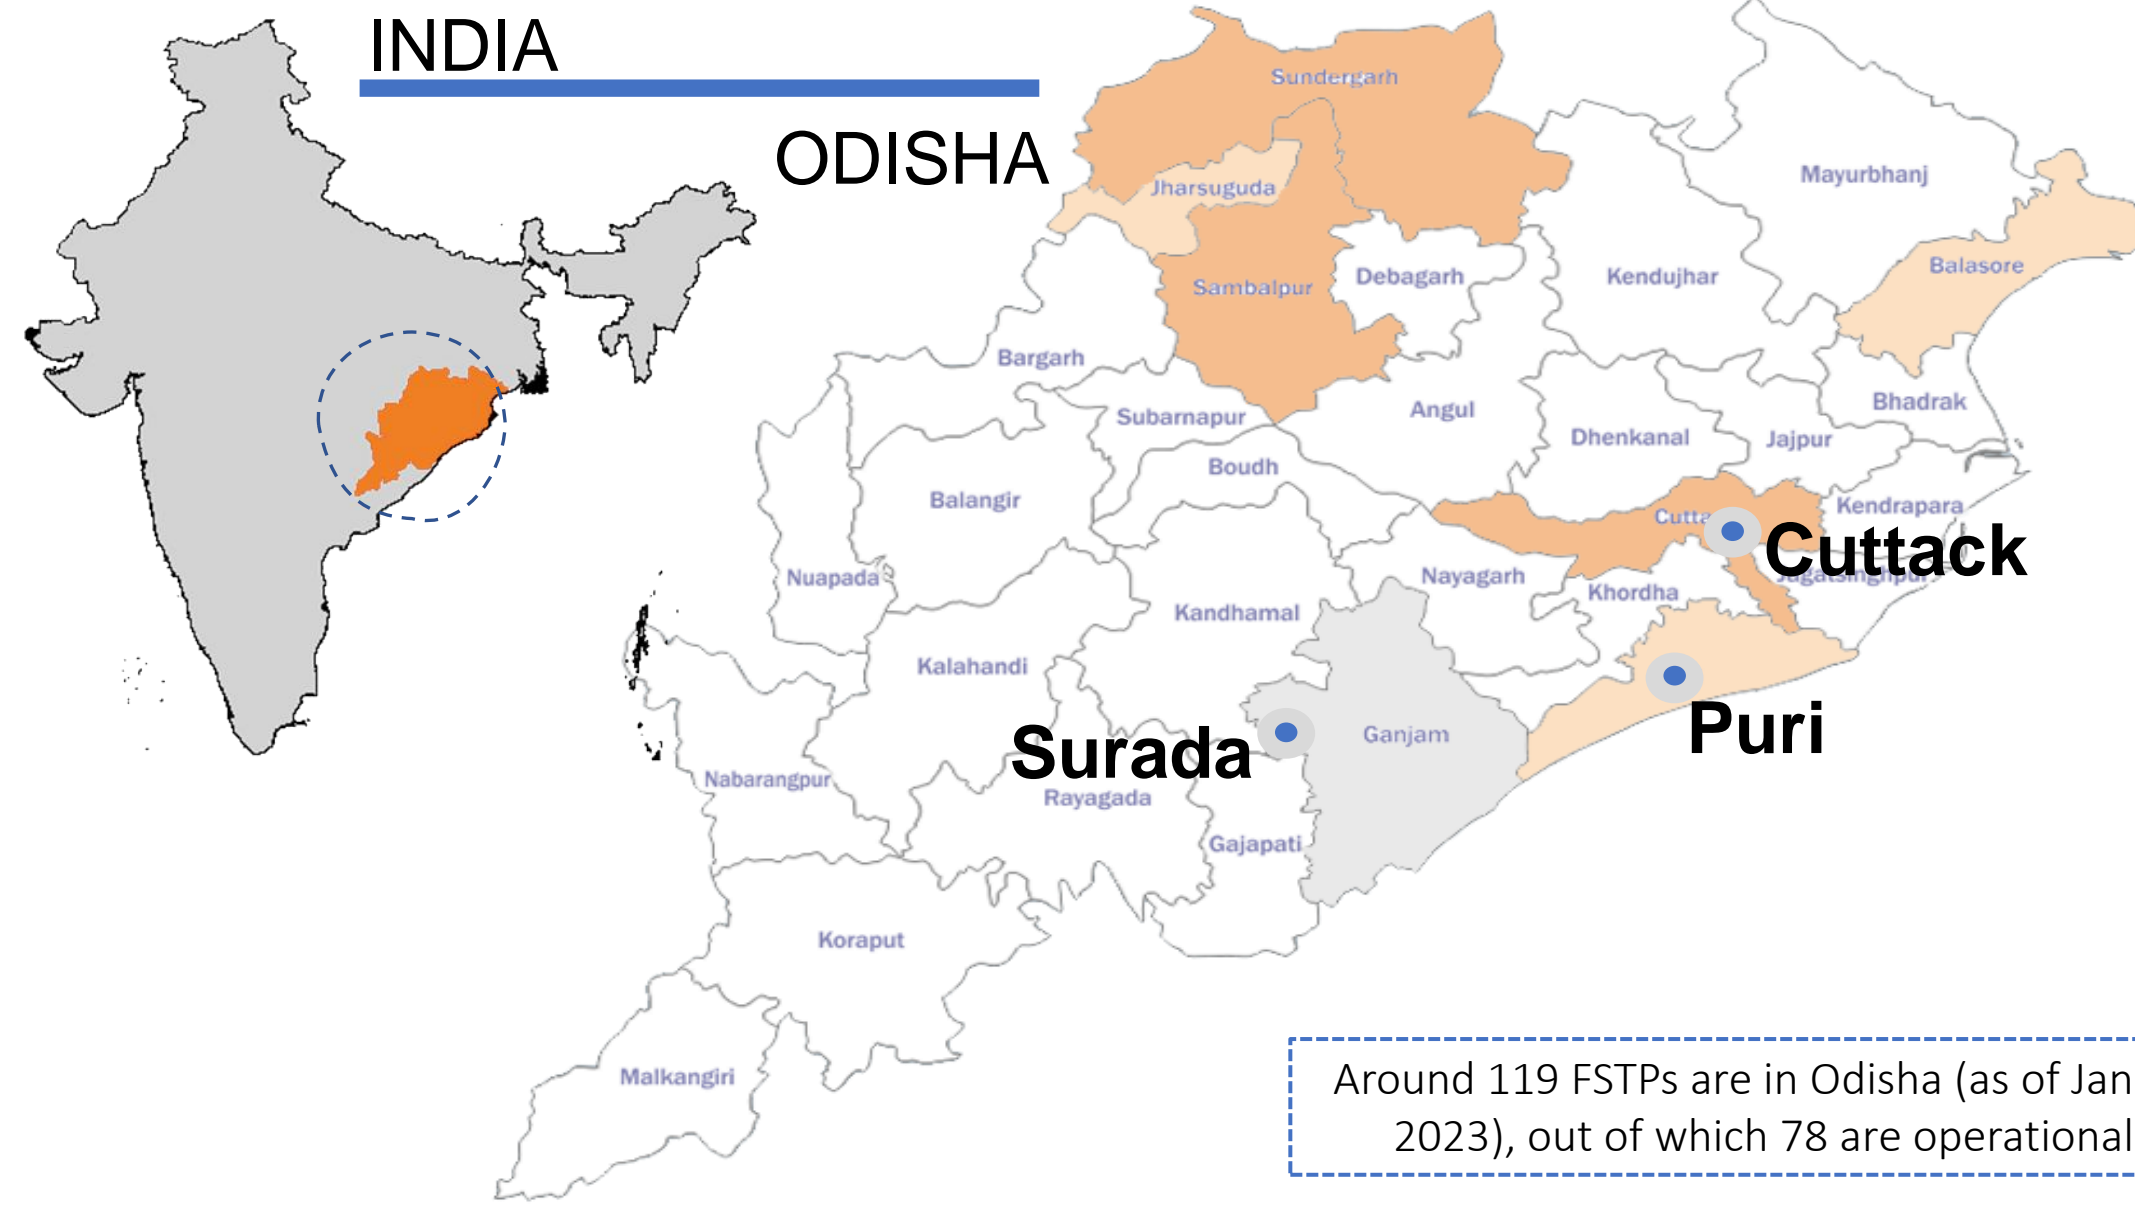 INDIA
ODISHA
Sundergarh
Jharsuguda
Mayurbhanj
Balasore
Sambalpur
Debagarh
Kendujhar
Bargarh
Subarnapur
Angul
Bhadrak
Dhenkanal
Jajpur
Boudh
Balangir
Kendrapara
Cutta
Cuttack
Nuapada
Nayagarh
Khordha
Jagatsinghpur
Kandhamal
Kalahandi
Puri
Surada
Ganjam
Nabarangpur
Rayagada
Gajapati
Koraput
Malkangiri
Around 119 FSTPs are in Odisha (as of Jan
2023), out of which 78 are operational